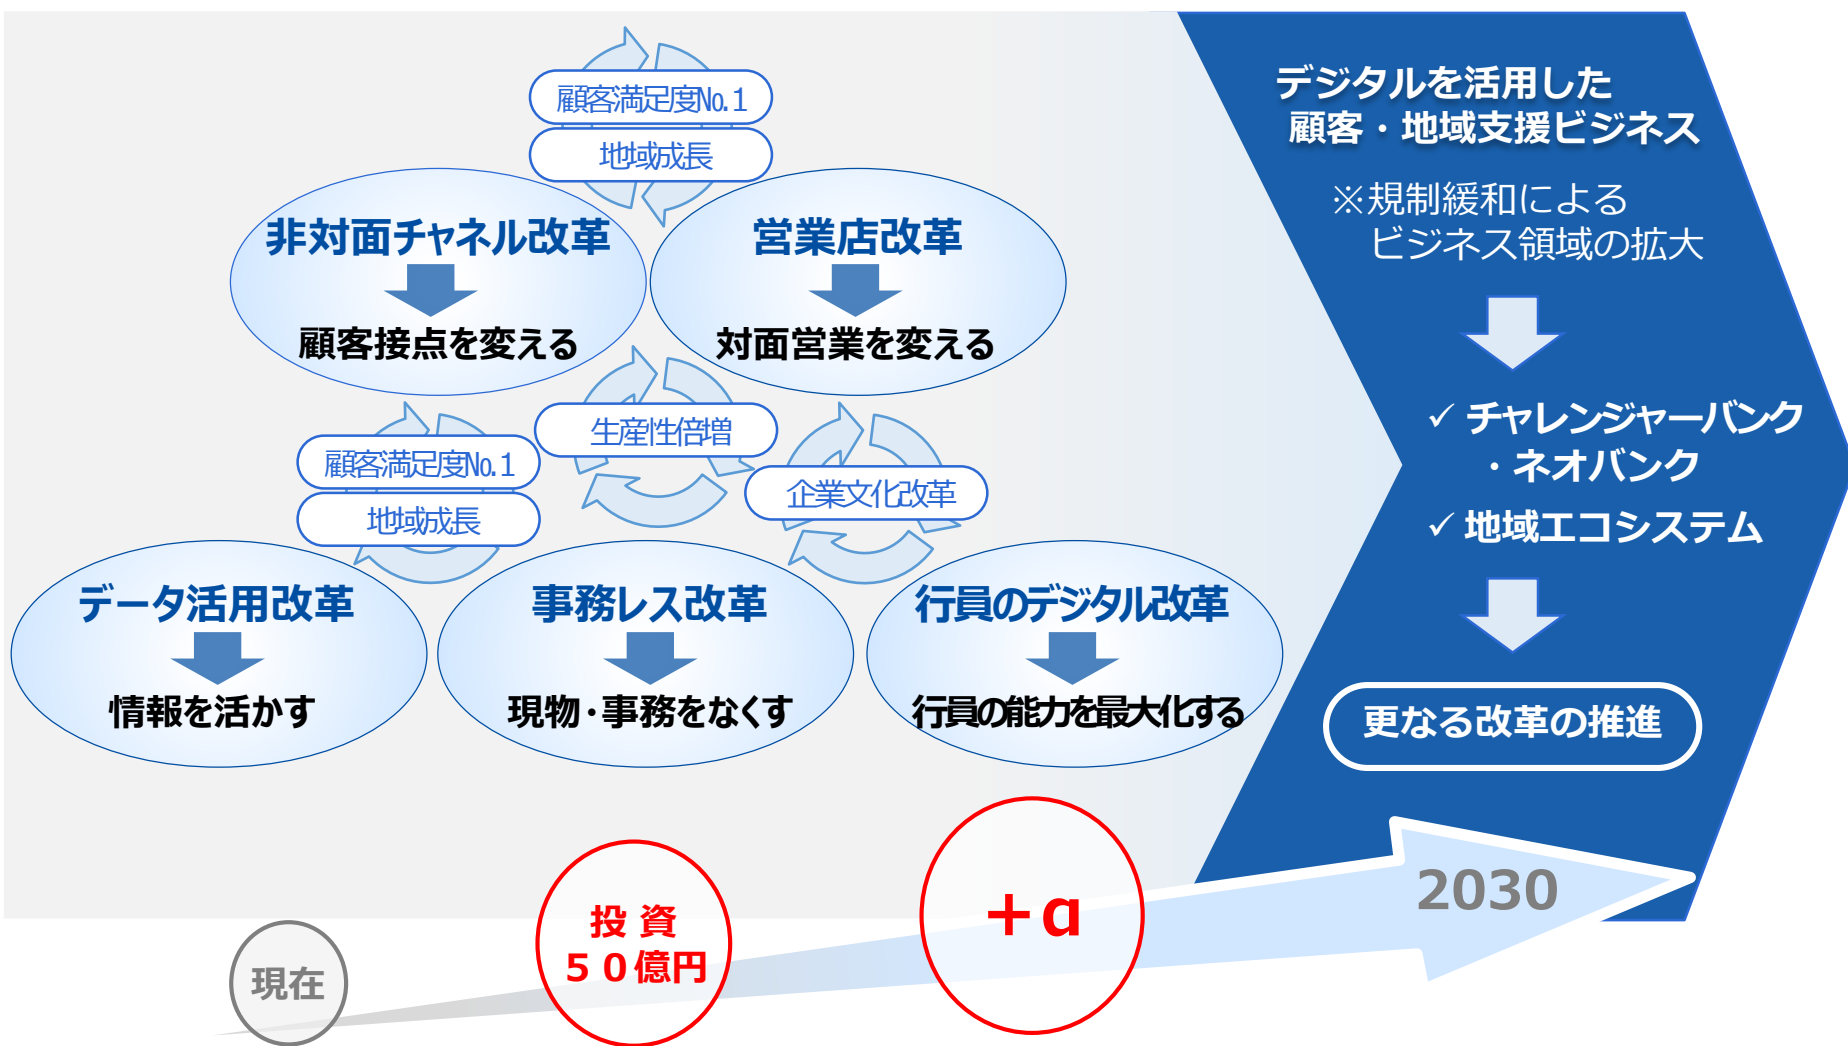 顧客満足度No.1
地域成長
非対面チャネル改革
顧客接点を変える
営業店改革
対面営業を変える
顧客満足度No.1
地域成長
生産性倍増
企業文化改革
データ活用改革
情報を活かす
事務レス改革
現物・事務をなくす
行員のデジタル改革
行員の能力を最大化する
デジタルを活用した
顧客・地域支援ビジネス
※規制緩和による
ビジネス領域の拡大
✓ チャレンジャーバンク
・ネオバンク
✓ 地域エコシステム
更なる改革の推進
現在
投 資
５０億円
＋α
2030